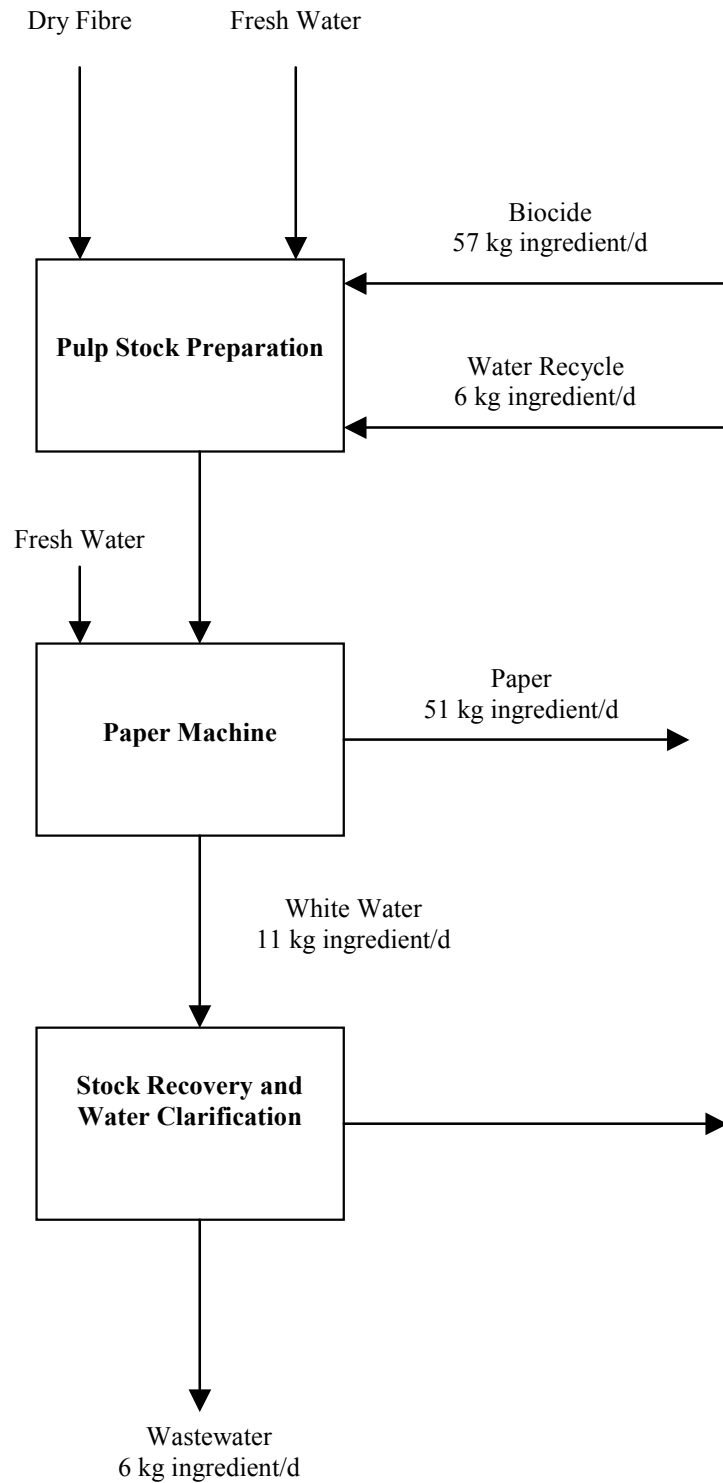 Dry Fibre
Fresh Water
Biocide
57 kg ingredient/d
Pulp Stock Preparation
Water Recycle
6 kg ingredient/d
Fresh Water
Paper
51 kg ingredient/d
Paper Machine
White Water
11 kg ingredient/d
Stock Recovery and
Water Clarification
Wastewater
6 kg ingredient/d